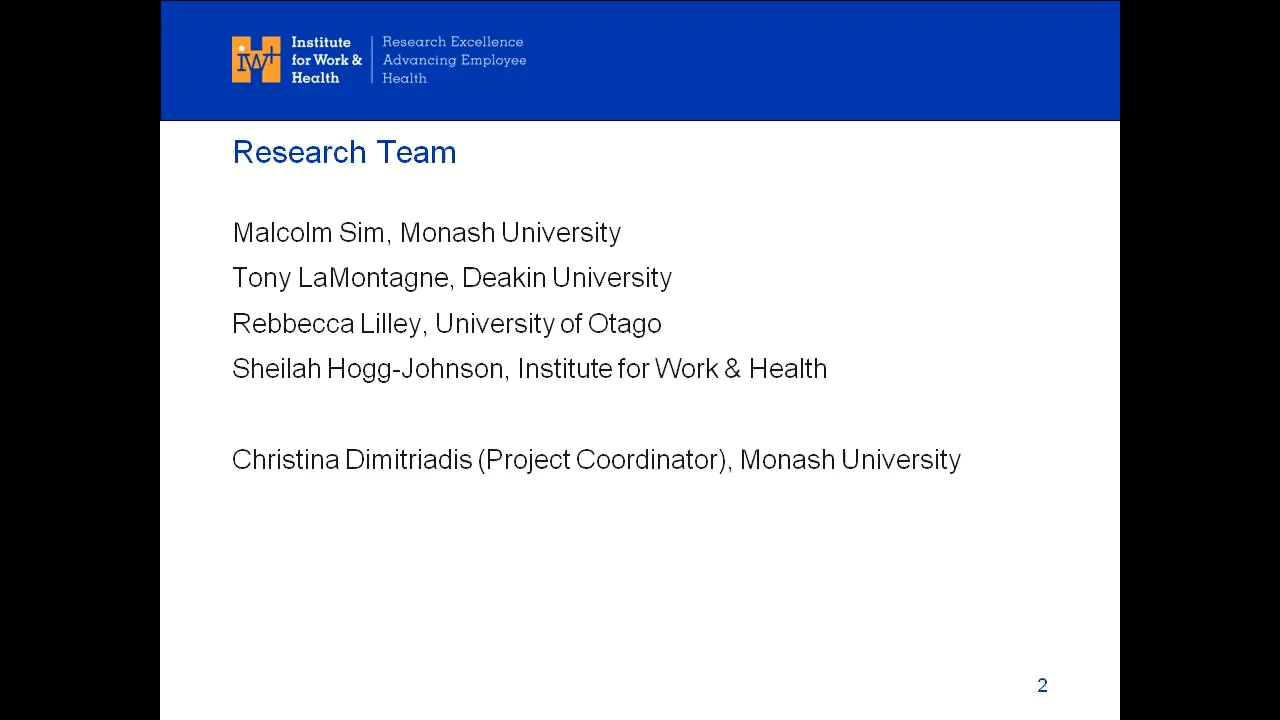 iw+
Institute
for Work &
Health
Research Excellence
Advancing Employee
Health
Research Team
Malcolm Sim, Monash University
Tony LaMontagne, Deakin University
Rebbecca Lilley, University of Otago
Sheilah Hogg-Johnson, Institute for Work & Health
Christina Dimitriadis (Project Coordinator), Monash University
2